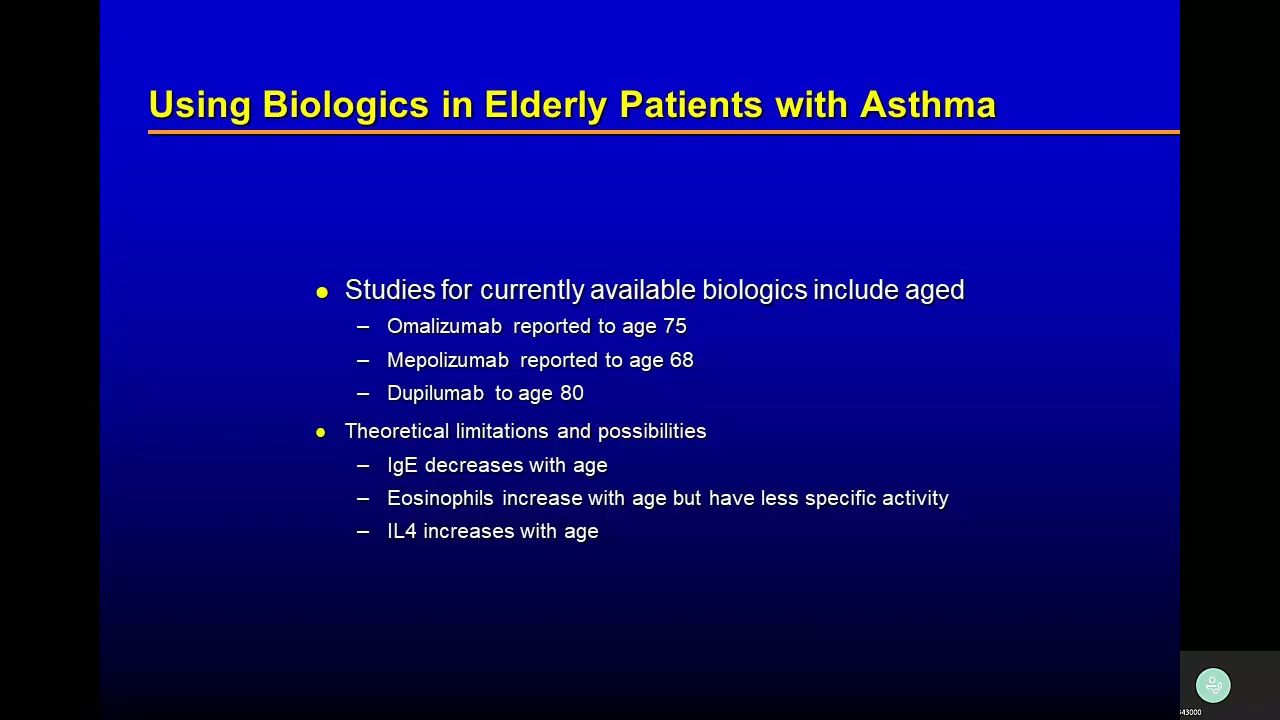 Using Biologics in Elderly Patients with Asthma
● Studies for currently available biologics include aged
– Omalizumab reported to age 75
– Mepolizumab reported to age 68
– Dupilumab to age 80
● Theoretical limitations and possibilities
– IgE decreases with age
– Eosinophils increase with age but have less specific activity
– IL4 increases with age
43000